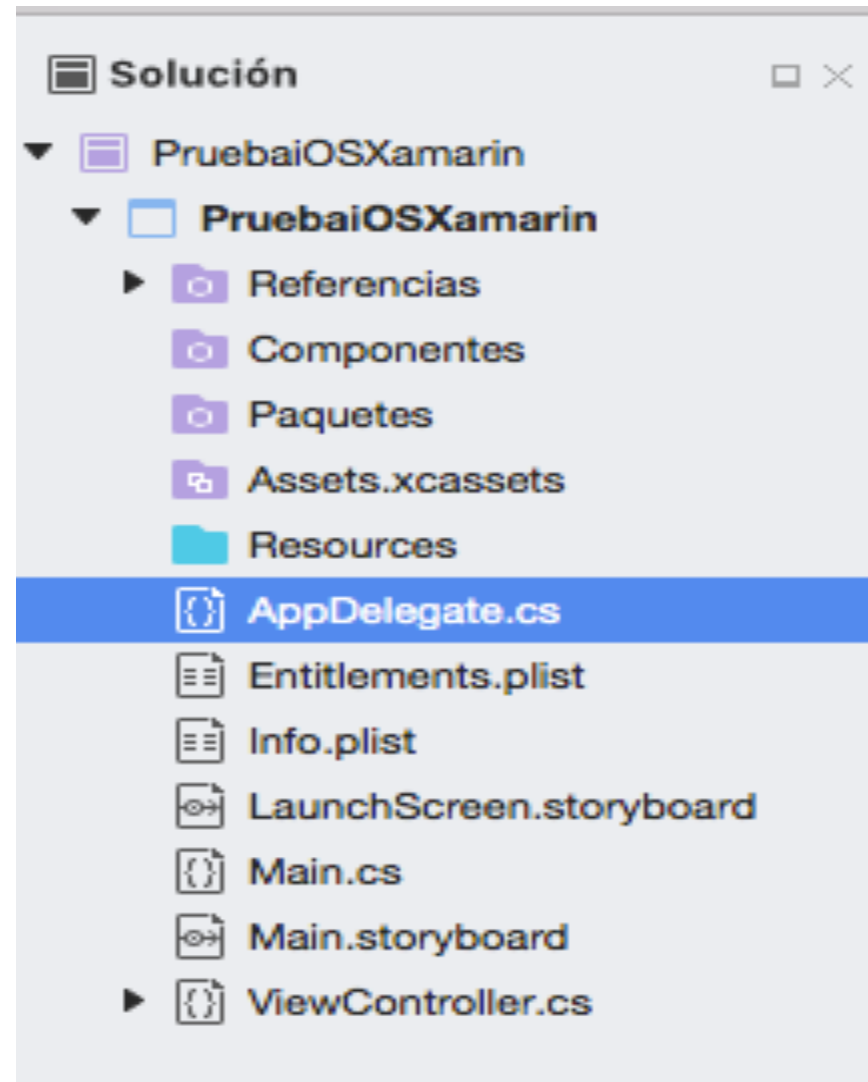 Solución
PruebaiOSXamarin
PruebaiOSXamarin
Referencias
Componentes
Paquetes
Assets.xcassets
Resources
AppDelegate.cs
Entitlements.plist
Info.plist
LaunchScreen.storyboard
Main.cs
Main.storyboard
ViewController.cs